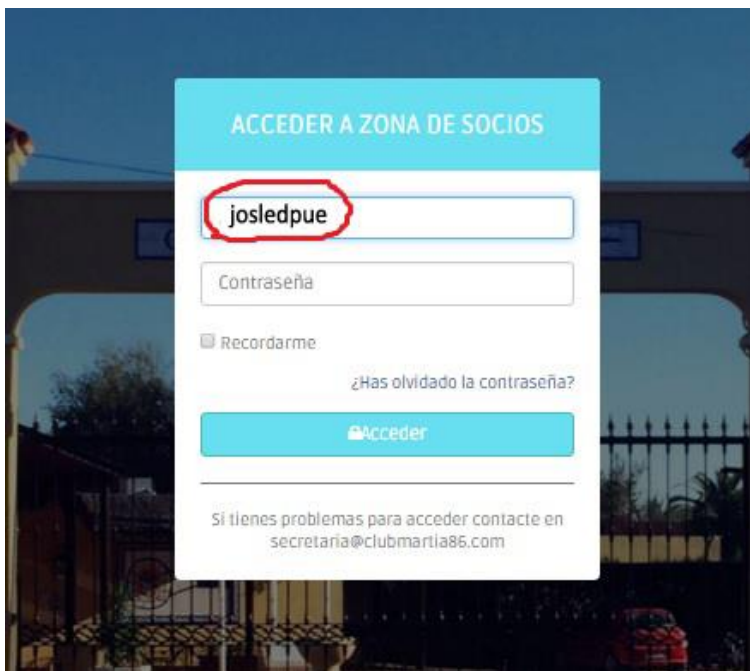 ACCEDER A ZONA DE SOCIOS
josledpue
Contraseña
Recordarme
¿Has olvidado la contraseña?
Acceder
Si tienes problemas para acceder contacte en
secretaria@clubmartia86.com